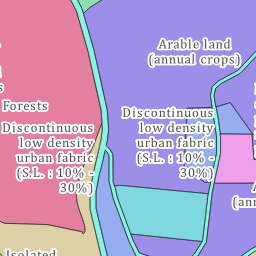 Arable land
(annual crops)
Forests
Discontinuous
low density
urban fabric
(S.L. : 10% -
30%)
Discontinuous
low density
urban fabric
(S.L. : 10% -
30%)
Isolated